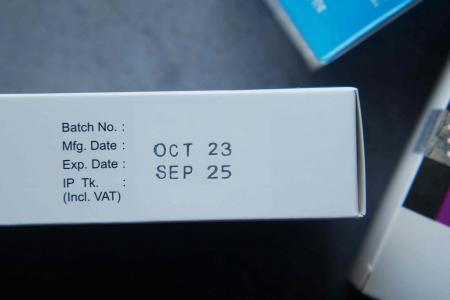 Batch No. :
Mfg. Date : OCT 23
Exp. Date : SEP 25
IP Tk. :
(Incl. VAT)